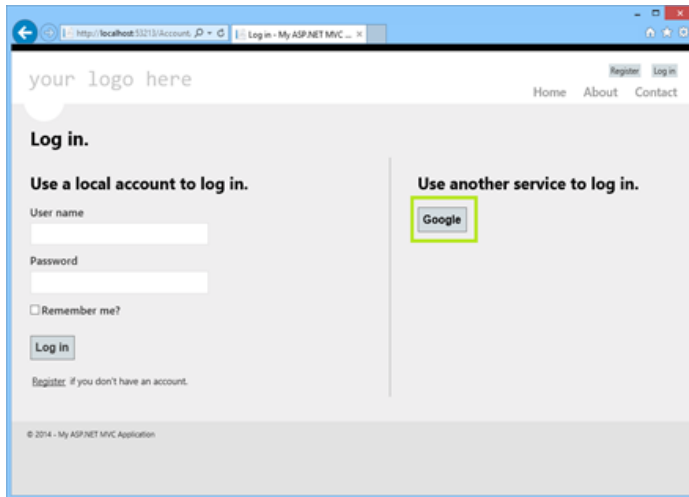 http://localhost:53213/Account,
Log in - My ASP.NET MVC ...
your logo here
Register Log in
Home About Contact
Log in.
Use a local account to log in.
User name
Password
Remember me?
Log in
Register if you don't have an account.
Use another service to log in.
Google
© 2014 - My ASP.NET MVC Application